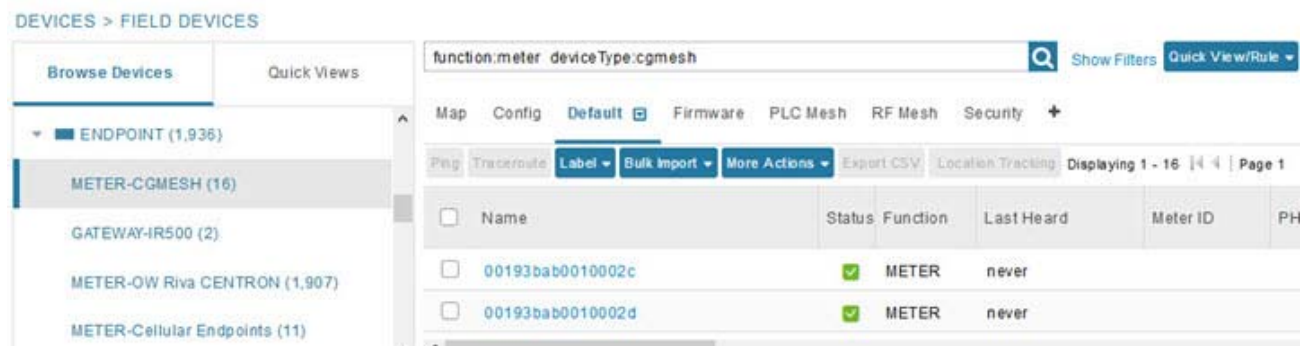 DEVICES > FIELD DEVICES
Browse Devices Quick Views
ENDPOINT (1,936)
METER-CGMESH (16)
GATEWAY-IR500 (2)
METER-OW Riva CENTRON (1,907)
METER-Cellular Endpoints (11)
function:meter deviceType:cgmesh Show Filters Quick View/Rule
Map Config Default Firmware PLC Mesh RF Mesh Security +
Ping Traceroute Label Bulk Import More Actions Export CSV Location Tracking Displaying 1 - 16 Page 1
Name Status Function Last Heard Meter ID PH
00193bab0010002c METER never
00193bab0010002d METER never